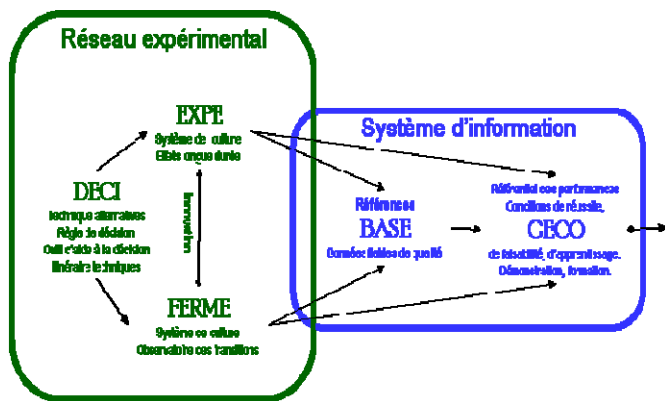 Réseau expérimental
EXPE
Système de culture
Effets longue durée
DECI
Technique alternatives
Règle de décision
Outil d'aide à la décision
Itinéraire techniques
Innovation
FERME
Système de culture
Observatoire des transitions
Système d'information
Références
BASE
Données fiables de qualité
Référentiel des performances
Conditions de réussite,
CECO
de faisabilité, d'apprentissage.
Démonstration, formation.